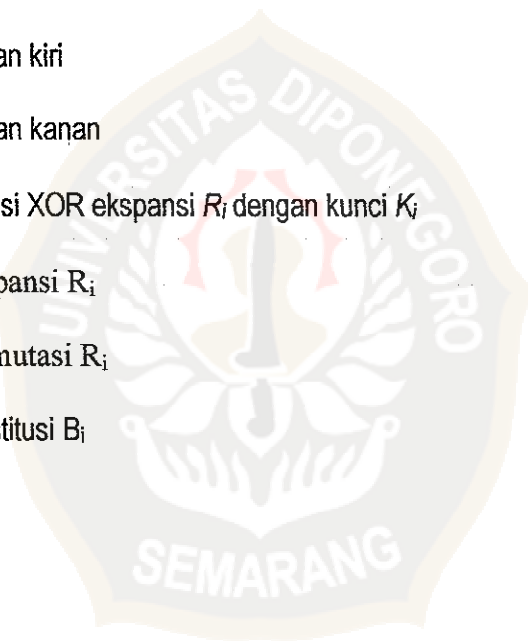 an kiri
an kanan
si XOR ekspansi Ri dengan kunci Ki
pansi Ri
mutasi Ri
titusi Bi
UNIVERSITAS DIPONEGORO
SEMARANG